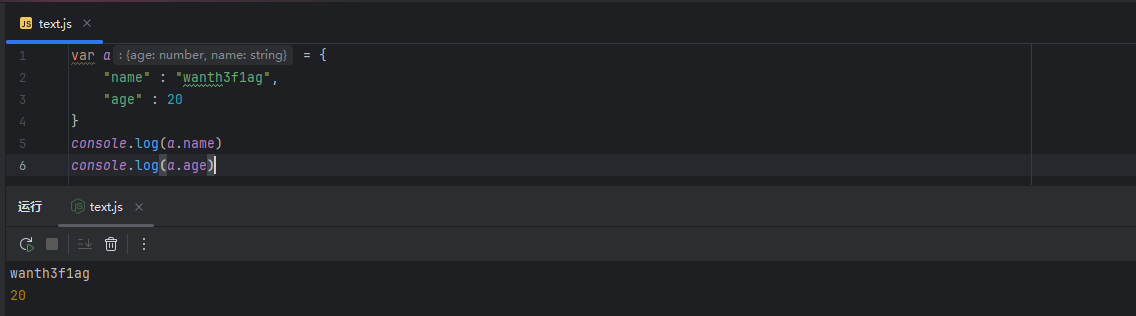 JS text.js ×
1 var a : {age: number, name: string} = {
2 "name" : "wanth3f1ag",
3 "age" : 20
4 }
5 console.log(a.name)
6 console.log(a.age)
运行 text.js ×
wanth3f1ag
20